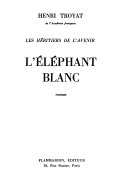 HENRI TROYAT
de l'Académie française
LES HÉRITIERS DE L'AVENIR
L'ÉLÉPHANT
BLANC
roman
FLAMMARION, ÉDITEUR
26, Rue Racine, Paris